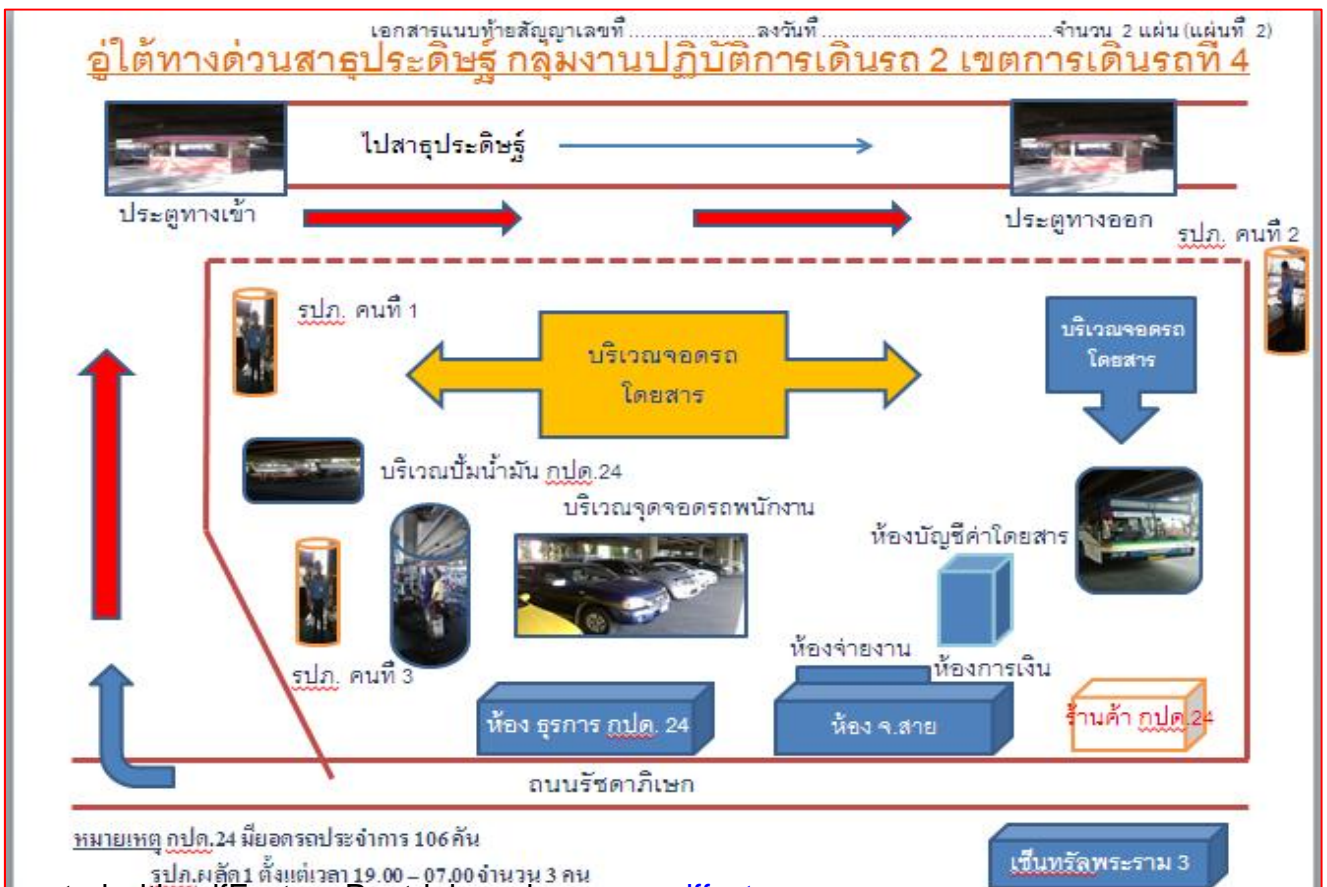 เอกสารแนบท้ายสัญญาเลขที่ ........................ลงวันที่ ..........................................จำนวน 2 แผ่น (แผ่นที่ 2)
อู่ใต้ทางด่วนสาธุประดิษฐ์ กลุ่มงานปฏิบัติการเดินรถ 2 เขตการเดินรถที่ 4
ไปสาธุประดิษฐ์
ประตูทางเข้า
ประตูทางออก
รปภ. คนที่ 2
รปภ. คนที่ 1
บริเวณจอดรถ
โดยสาร
บริเวณจอดรถ
โดยสาร
บริเวณปั้มน้ำมัน กปด.24
บริเวณจุดจอดรถพนักงาน
ห้องบัญชีค่าโดยสาร
ห้องจ่ายงาน
ห้องการเงิน
รปภ. คนที่ 3
ห้อง ธุรการ กปด. 24
ห้อง จ.สาย
ร้านค้า กปด.24
ถนนรัชดาภิเษก
หมายเหตุ กปด.24 มียอดรถประจำการ 106 คัน
เซ็นทรัลพระราม 3
รปภ.ผลัด1 ตั้งแต่เวลา 19.00 – 07.00 จำนวน 3 คน